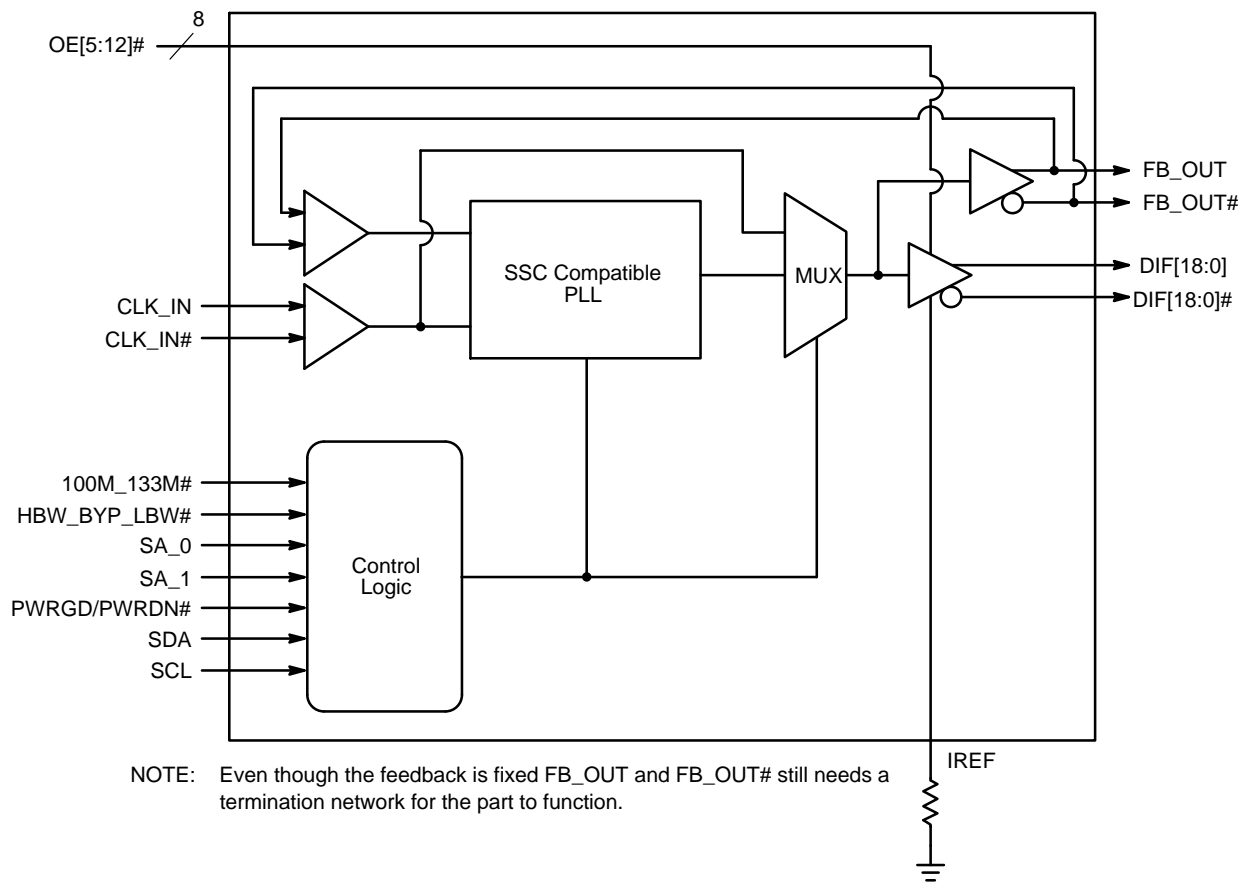 8
OE[5:12]#
FB_OUT
FB_OUT#
SSC Compatible
PLL
MUX
DIF[18:0]
DIF[18:0]#
CLK_IN
CLK_IN#
100M_133M#
HBW_BYP_LBW#
SA_0
SA_1
PWRGD/PWRDN#
SDA
SCL
Control
Logic
IREF
NOTE: Even though the feedback is fixed FB_OUT and FB_OUT# still needs a
termination network for the part to function.